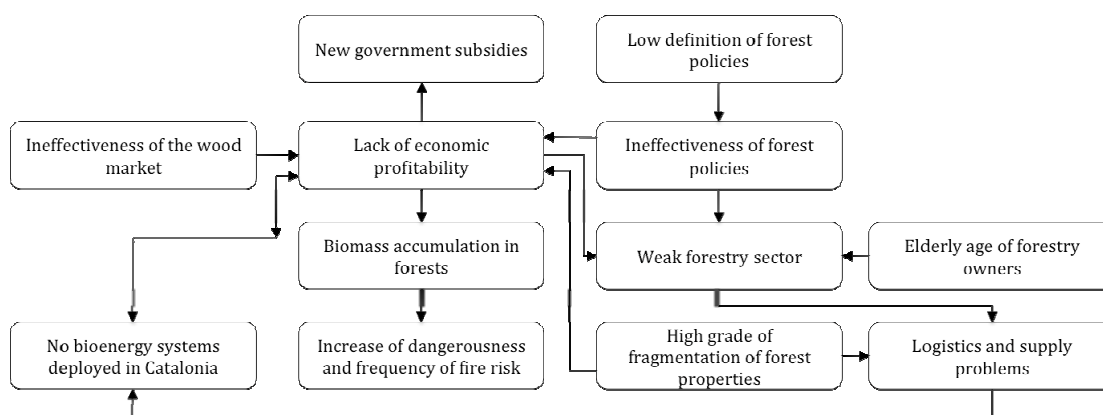 New government subsidies
Low definition of forest
policies
Ineffectiveness of the wood
market
Lack of economic
profitability
Ineffectiveness of forest
policies
Biomass accumulation in
forests
Weak forestry sector
Elderly age of forestry
owners
No bioenergy systems
deployed in Catalonia
Increase of dangerousness
and frequency of fire risk
High grade of
fragmentation of forest
properties
Logistics and supply
problems